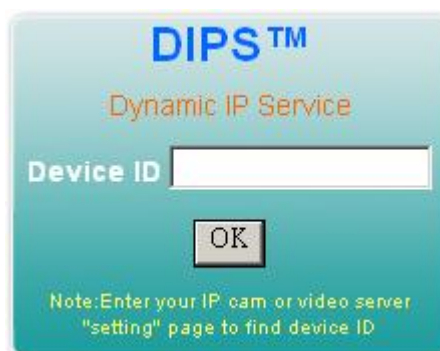 DIPS™
Dynamic IP Service
Device ID
OK
Note:Enter your IP cam or video server
"setting" page to find device ID